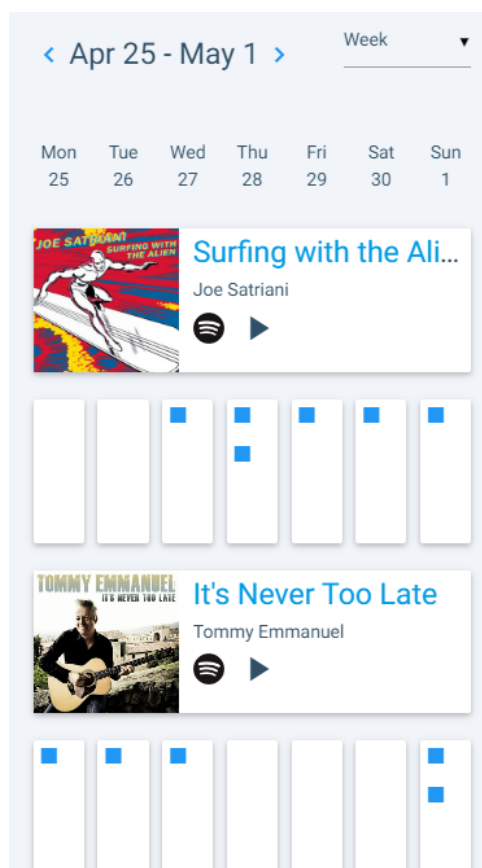 ‹ Apr 25 - May 1 ›
Week ▼
Mon Tue Wed Thu Fri Sat Sun
25 26 27 28 29 30 1
JOE SATRIANI
SURFING WITH
THE ALIEN
Surfing with the Ali...
Joe Satriani
TOMMY EMMANUEL
IT'S NEVER TOO LATE
It's Never Too Late
Tommy Emmanuel